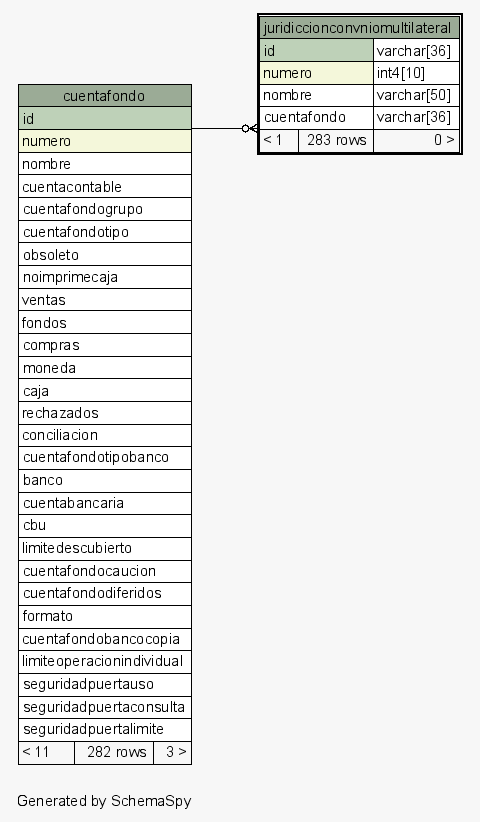 juridiccionconvniomultilateral
id varchar[36]
numero int4[10]
nombre varchar[50]
cuentafondo varchar[36]
< 1 283 rows 0 >
cuentafondo
id
numero
nombre
cuentacontable
cuentafondogrupo
cuentafondotipo
obsoleto
noimprimecaja
ventas
fondos
compras
moneda
caja
rechazados
conciliacion
cuentafondotipobanco
banco
cuentabancaria
cbu
limitedescubierto
cuentafondocaucion
cuentafondodiferidos
formato
cuentafondobancocopia
limiteoperacionindividual
seguridadpuertauso
seguridadpuertaconsulta
seguridadpuertalimite
< 11 282 rows 3 >
Generated by SchemaSpy